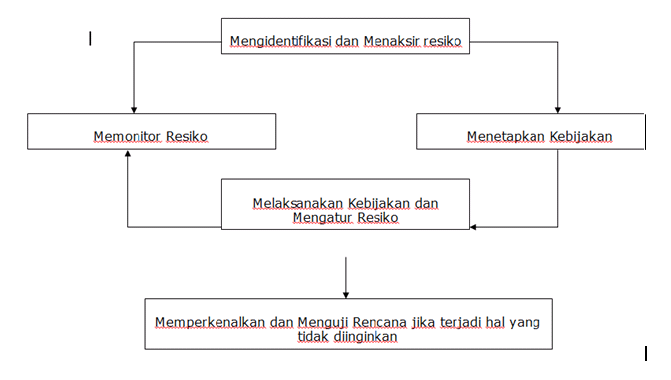 Mengidentifikasi dan Menaksir resiko
Memonitor Resiko
Menetapkan Kebijakan
Melaksanakan Kebijakan dan
Mengatur Resiko
Memperkenalkan dan Menguji Rencana jika terjadi hal yang
tidak diinginkan